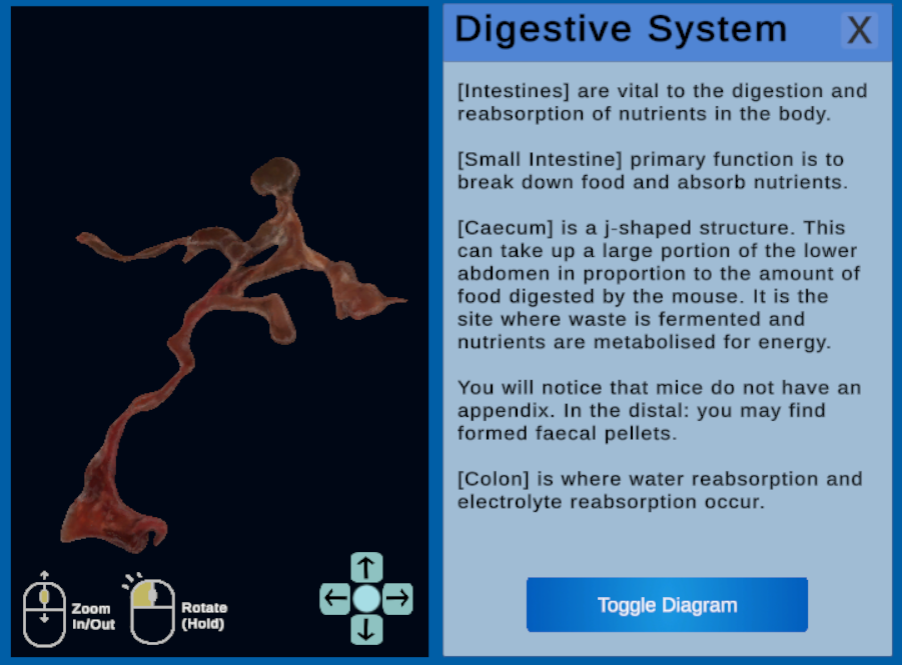 Digestive System X
[Intestines] are vital to the digestion and
reabsorption of nutrients in the body.
[Small Intestine] primary function is to
break down food and absorb nutrients.
[Caecum] is a j-shaped structure. This
can take up a large portion of the lower
abdomen in proportion to the amount of
food digested by the mouse. It is the
site where waste is fermented and
nutrients are metabolised for energy.
You will notice that mice do not have an
appendix. In the distal: you may find
formed faecal pellets.
[Colon] is where water reabsorption and
electrolyte reabsorption occur.
Toggle Diagram
Zoom
In/Out
Rotate
(Hold)